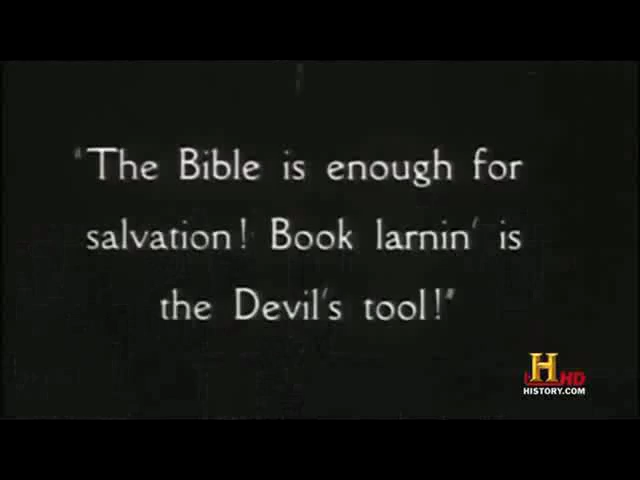 "The Bible is enough for
salvation! Book larnin' is
the Devil's tool!"
H HD
HISTORY.COM